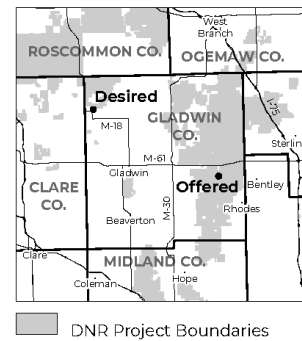 West
Branch
ROSCOMMON CO.
OGEMAW CO.
I-75
Desired
M-18
GLADWIN
CO.
Sterlin
M-61
Gladwin
CLARE
CO.
Offered
Bentley
M-30
Rhodes
Beaverton
Clare
MIDLAND CO.
Hope
Coleman
DNR Project Boundaries